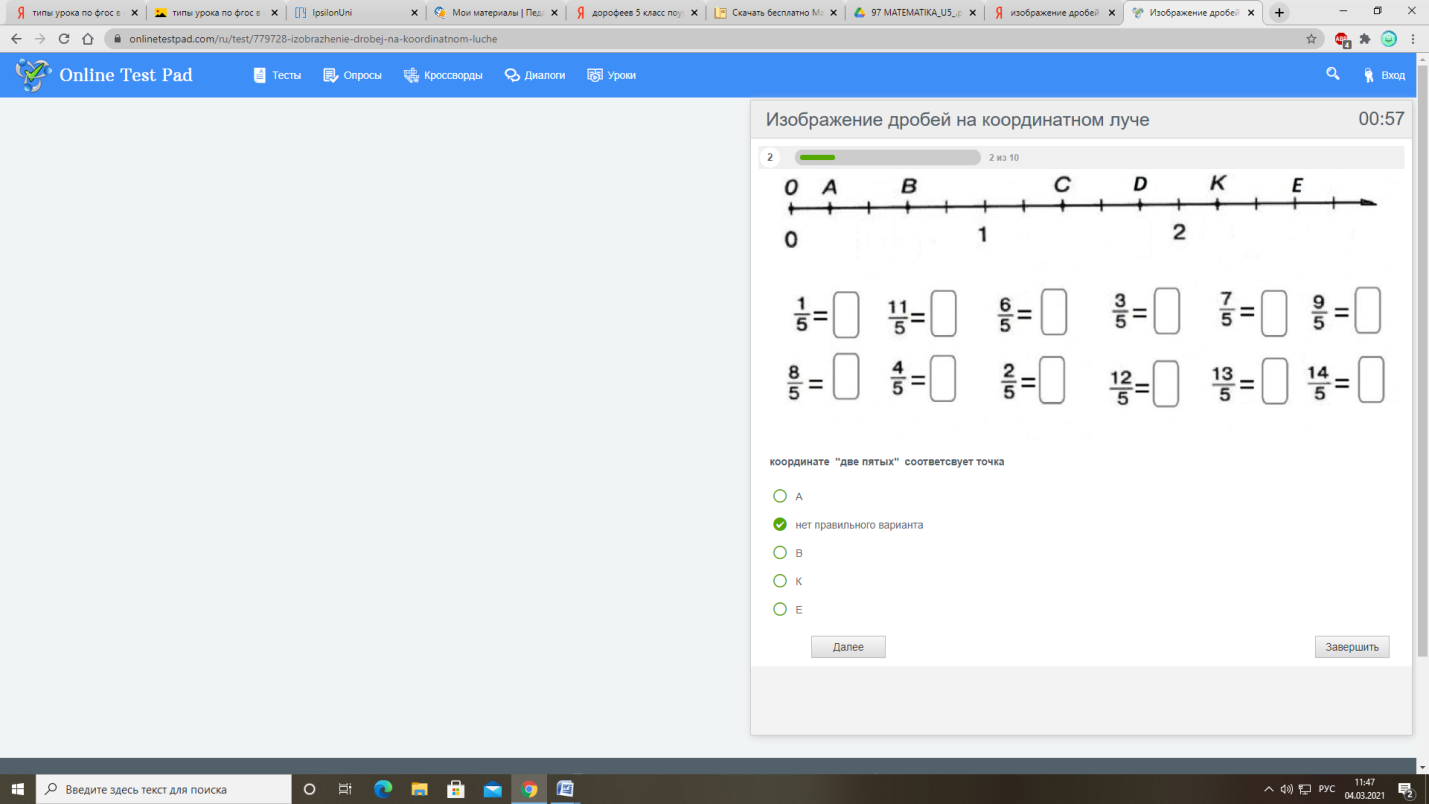 типы урока по фгос в
типы урока по фгос в
IpsilonUni
Мои материалы | Педа
дорофеев 5 класс поу
Скачать бесплатно Ма
97 MATEMATIKA_U5_.p
изображение дробей
Изображение дробей
onlinetestpad.com/ru/test/779728-izobrazhenie-drobej-na-koordinatnom-luche
ABP
4
Online Test Pad
Тесты
Опросы
Кроссворды
Диалоги
Уроки
Вход
Изображение дробей на координатном луче
00:57
2
2 из 10
O A B C D K E
0 1 2
1/5 = 11/5 = 6/5 = 3/5 = 7/5 = 9/5 =
8/5 = 4/5 = 2/5 = 12/5 = 13/5 = 14/5 =
координате "две пятых" соответсвует точка
А
нет правильного варианта
В
К
Е
Далее
Завершить
Введите здесь текст для поиска
РУС
11:47
04.03.2021
2